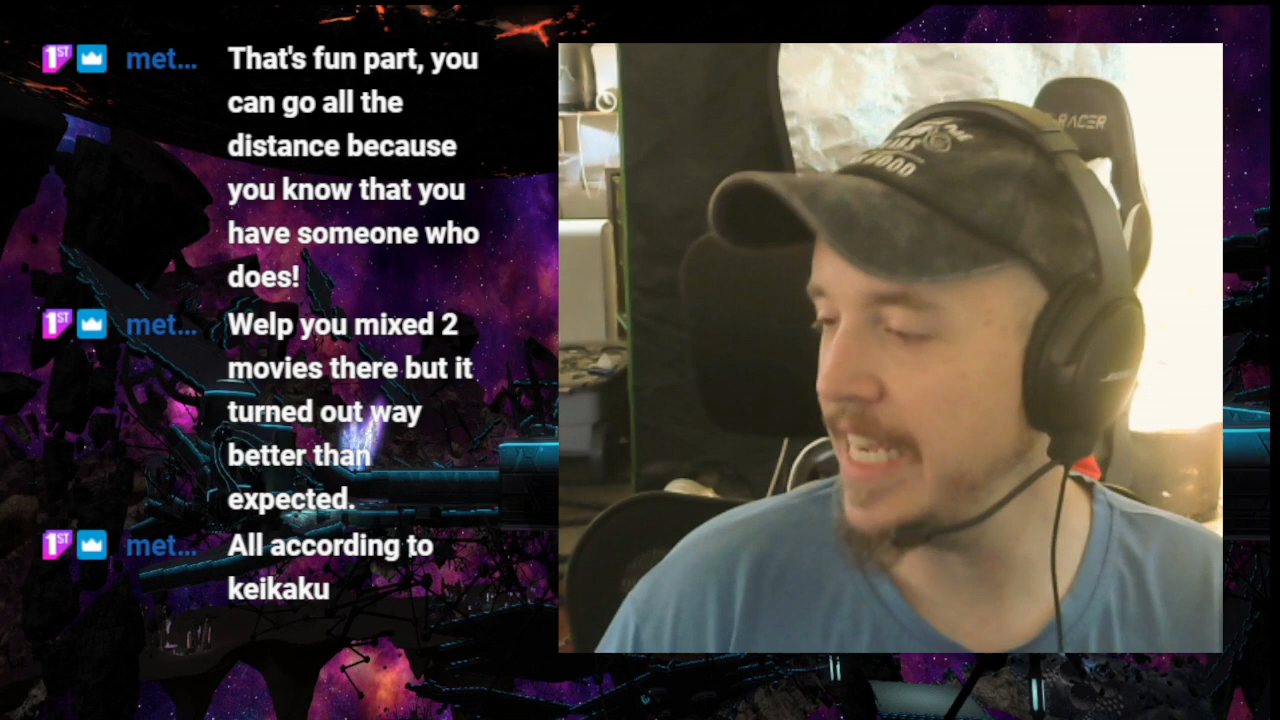 1ST met... That's fun part, you
can go all the
distance because
you know that you
have someone who
does!
1ST met... Welp you mixed 2
movies there but it
turned out way
better than
expected.
1ST met... All according to
keikaku
RACER
GOOD